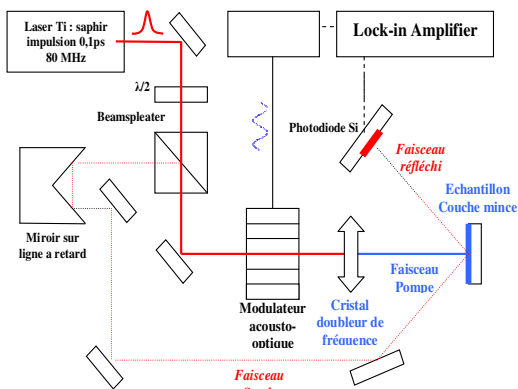 Laser Ti : saphir
impulsion 0,1ps
80 MHz
Lock-in Amplifier
λ/2
Beamspleater
Photodiode Si
Faisceau
réfléchi
Echantillon
Couche mince
Miroir sur
ligne a retard
Faisceau
Pompe
Modulateur
acousto-
optique
Cristal
doubleur de
fréquence
Faisceau